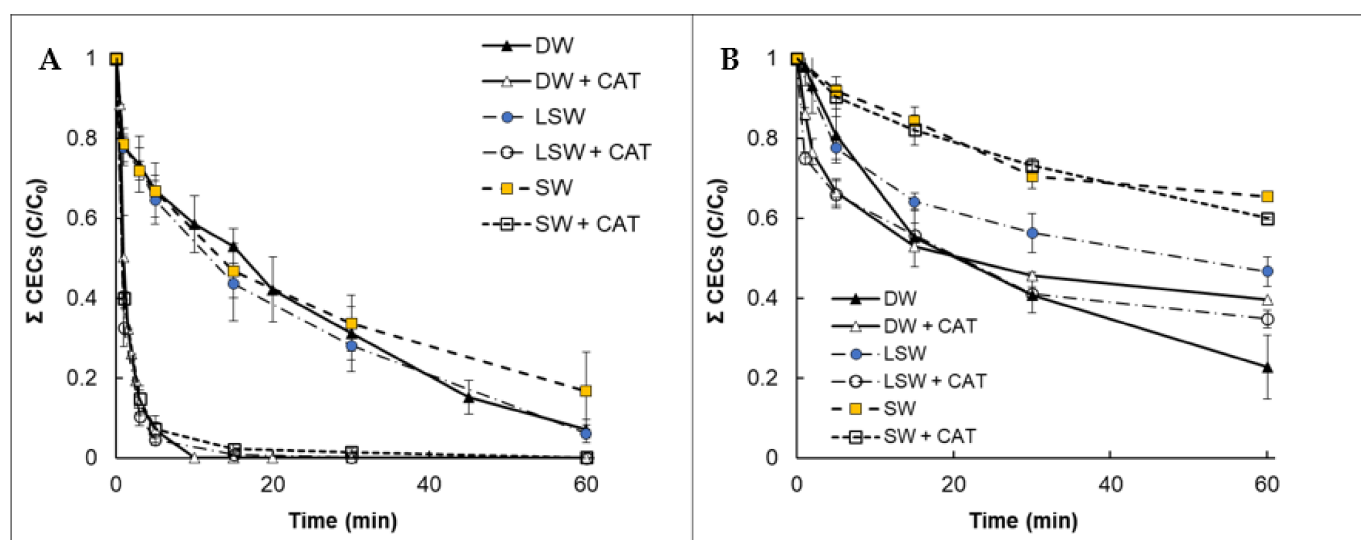 A
Σ CECs (C/C₀)
1
0.8
0.6
0.4
0.2
0
0
20
40
60
Time (min)
DW
DW + CAT
LSW
LSW + CAT
SW
SW + CAT
B
Σ CECs (C/C₀)
1
0.8
0.6
0.4
0.2
0
0
20
40
60
Time (min)
DW
DW + CAT
LSW
LSW + CAT
SW
SW + CAT